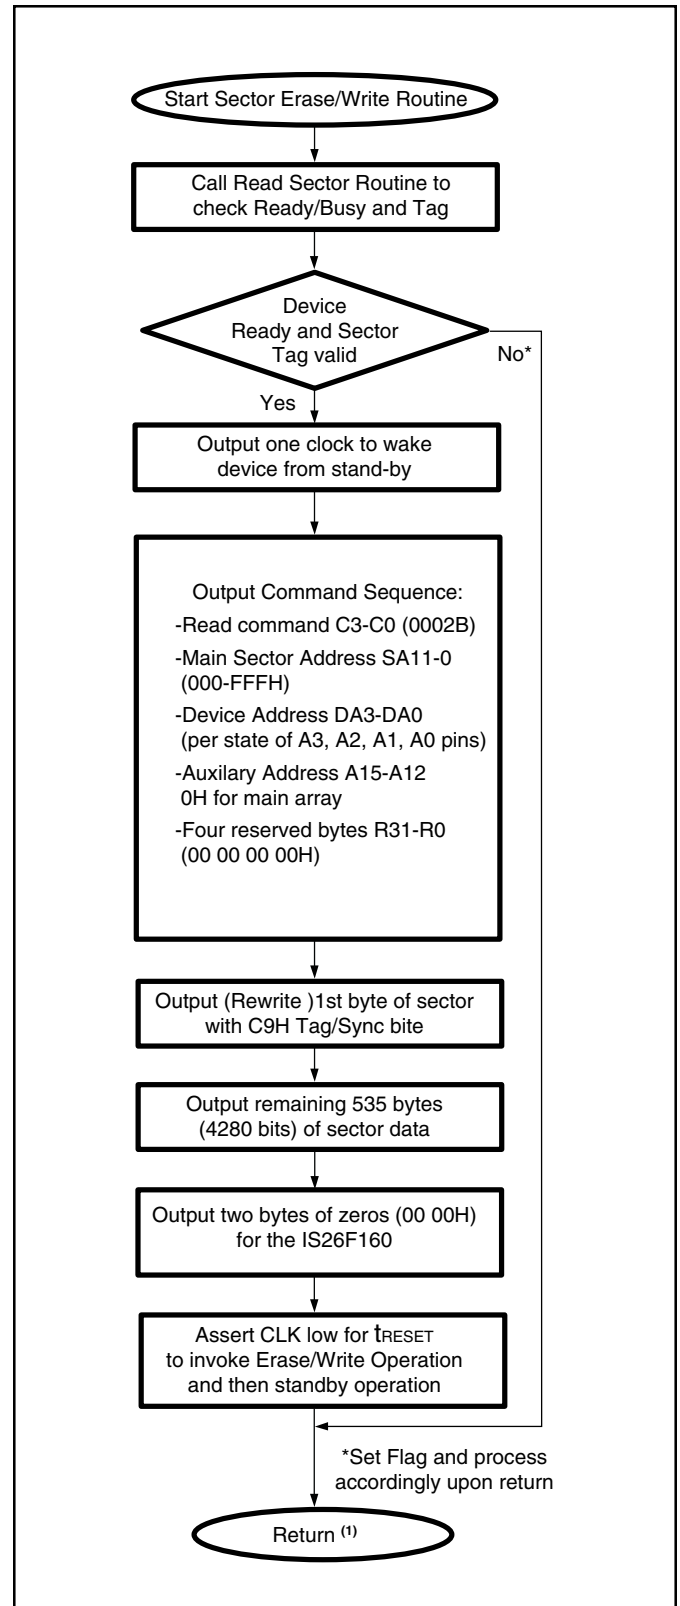 Start Sector Erase/Write Routine
Call Read Sector Routine to
check Ready/Busy and Tag
Device
Ready and Sector
Tag valid
No*
Yes
Output one clock to wake
device from stand-by
Output Command Sequence:
-Read command C3-C0 (0002B)
-Main Sector Address SA11-0
(000-FFFH)
-Device Address DA3-DA0
(per state of A3, A2, A1, A0 pins)
-Auxilary Address A15-A12
0H for main array
-Four reserved bytes R31-R0
(00 00 00 00H)
Output (Rewrite )1st byte of sector
with C9H Tag/Sync bite
Output remaining 535 bytes
(4280 bits) of sector data
Output two bytes of zeros (00 00H)
for the IS26F160
Assert CLK low for tRESET
to invoke Erase/Write Operation
and then standby operation
*Set Flag and process
accordingly upon return
Return (1)